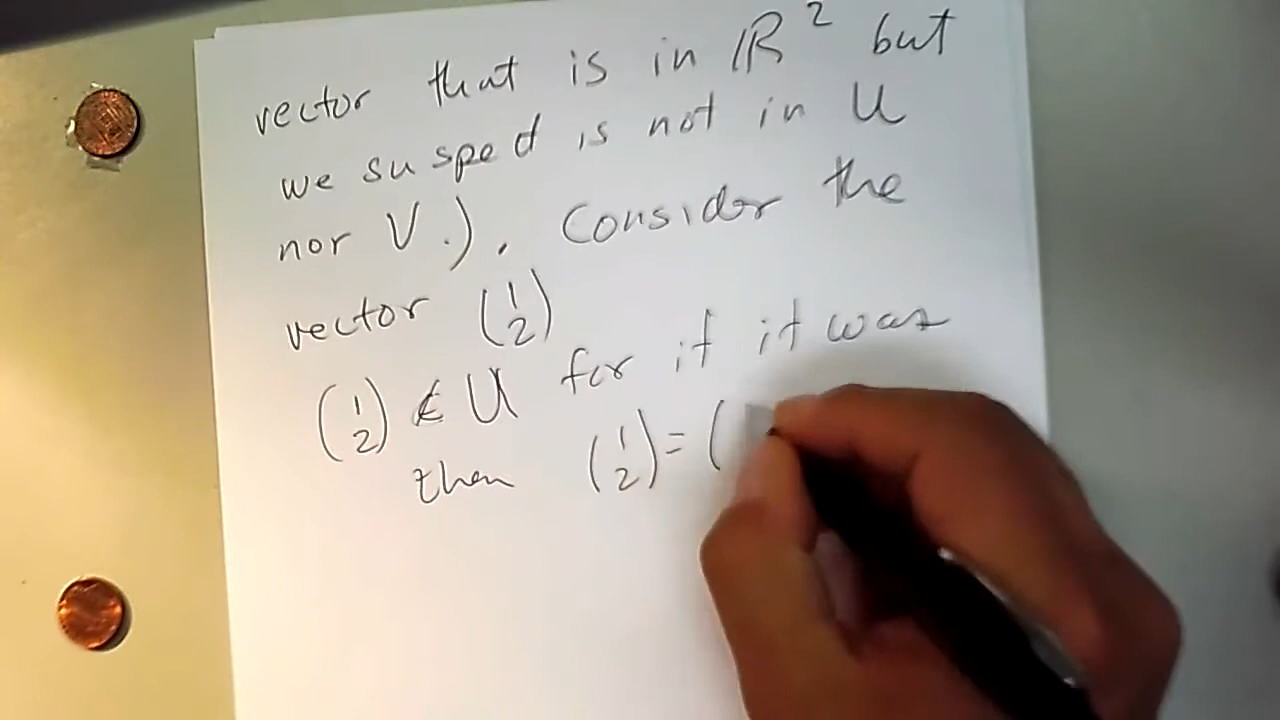 vector that is in ℝ² but
we suspect is not in U
nor V.). Consider the
vector (1 2)
(1 2) ∉ U for if it was
then (1 2) = (